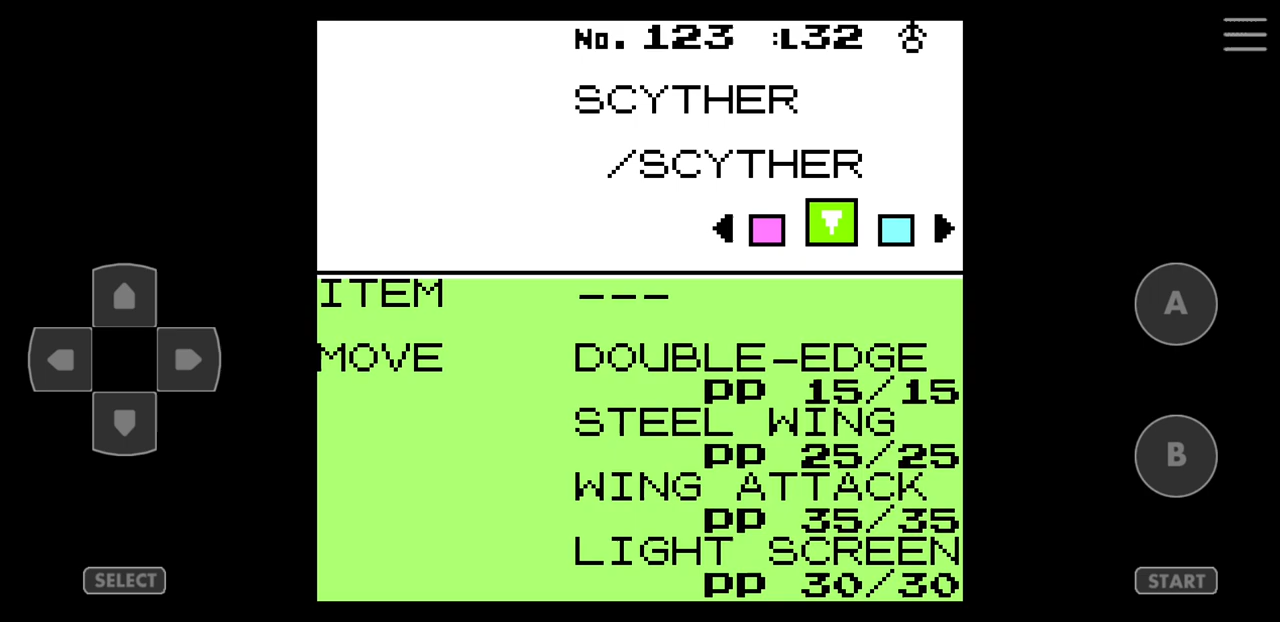 No. 123 :L32 ♂
SCYTHER
/SCYTHER
ITEM ---
MOVE DOUBLE-EDGE
PP 15/15
STEEL WING
PP 25/25
WING ATTACK
PP 35/35
LIGHT SCREEN
PP 30/30
A
B
SELECT
START